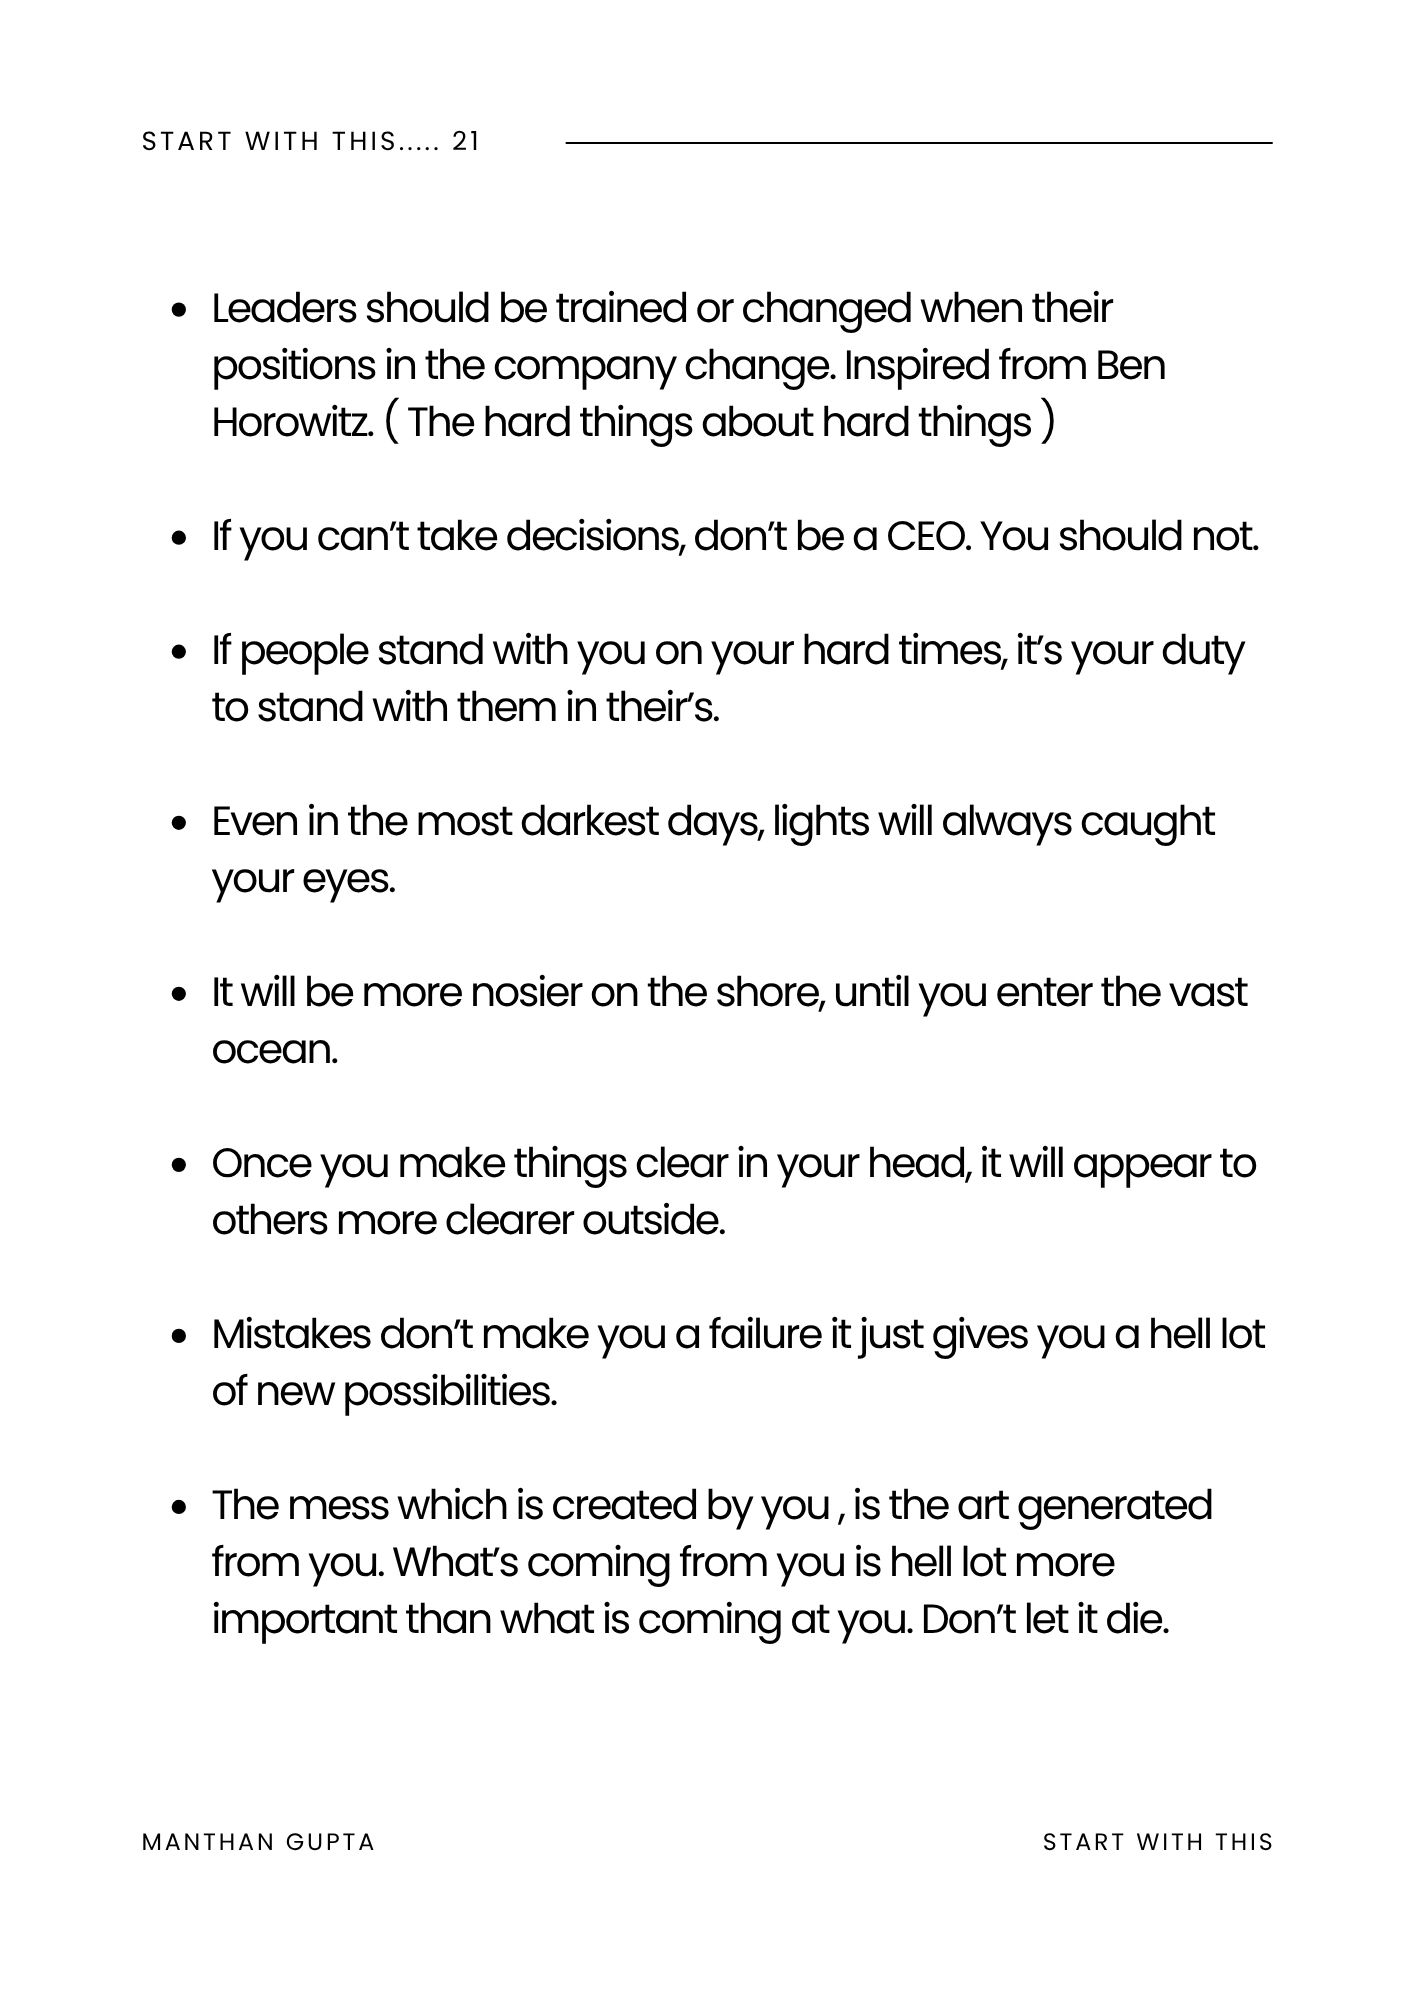 START WITH THIS..... 21
• Leaders should be trained or changed when their
positions in the company change. Inspired from Ben
Horowitz. ( The hard things about hard things )
• If you can’t take decisions, don’t be a CEO. You should not.
• If people stand with you on your hard times, it’s your duty
to stand with them in their’s.
• Even in the most darkest days, lights will always caught
your eyes.
• It will be more nosier on the shore, until you enter the vast
ocean.
• Once you make things clear in your head, it will appear to
others more clearer outside.
• Mistakes don’t make you a failure it just gives you a hell lot
of new possibilities.
• The mess which is created by you , is the art generated
from you. What’s coming from you is hell lot more
important than what is coming at you. Don’t let it die.
MANTHAN GUPTA
START WITH THIS